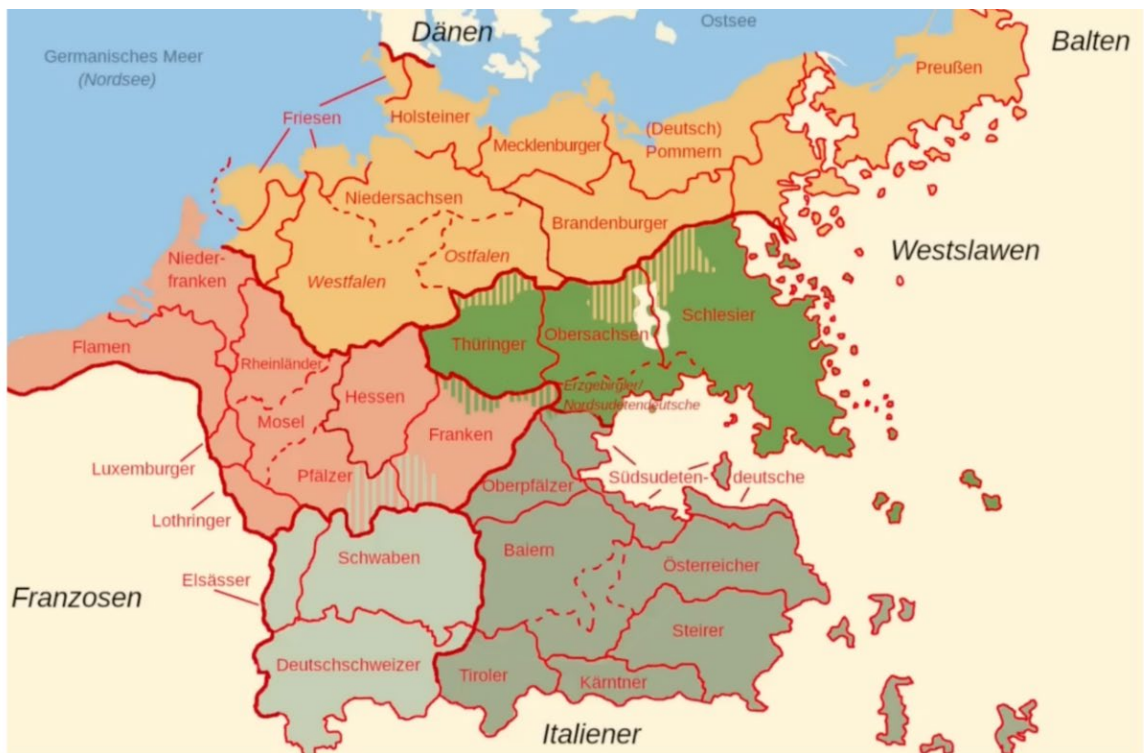 Ostsee
Dänen
Balten
Germanisches Meer
(Nordsee)
Preußen
Friesen
Holsteiner
(Deutsch)
Pommern
Mecklenburger
Niedersachsen
Brandenburger
Westslawen
Ostfalen
Nieder-
franken
Westfalen
Schlesier
Obersachsen
Thüringer
Flamen
Rheinländer
Erzgebirgler/
Nordsudetendeutsche
Hessen
Mosel
Franken
Luxemburger
Pfälzer
Südsudeten-
deutsche
Oberpfälzer
Lothringer
Schwaben
Baiern
Österreicher
Elsässer
Franzosen
Steirer
Deutschschweizer
Tiroler
Kärntner
Italiener